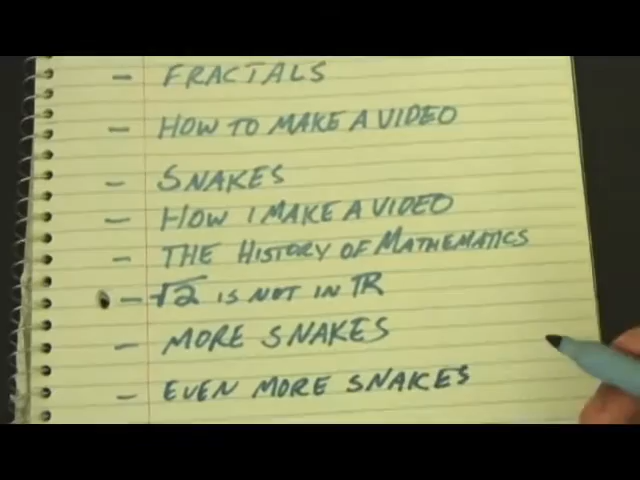 - FRACTALS
- HOW TO MAKE A VIDEO
- SNAKES
- HOW I MAKE A VIDEO
- THE HISTORY OF MATHEMATICS
- √2 IS NOT IN ℝ
- MORE SNAKES
- EVEN MORE SNAKES